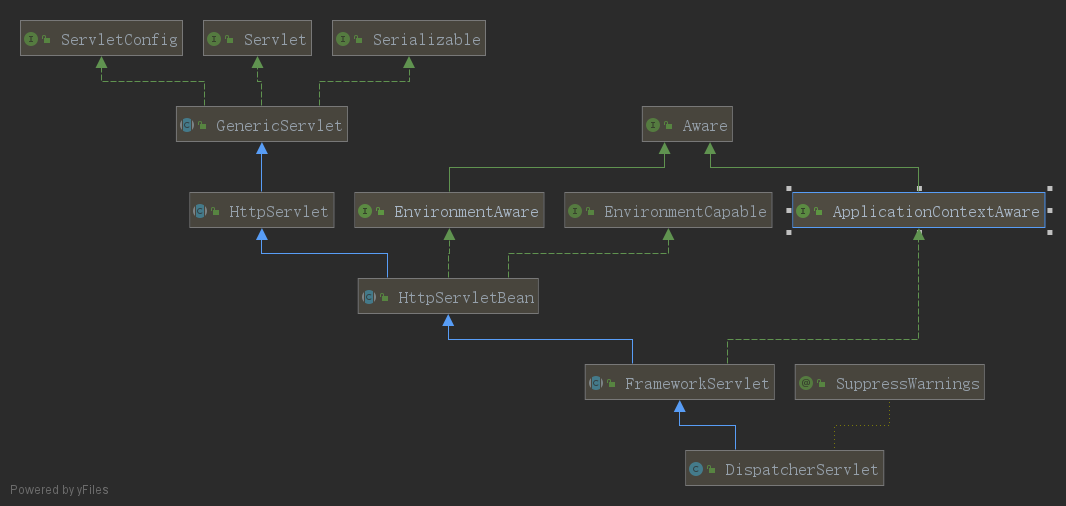 ServletConfig
Servlet
Serializable
GenericServlet
Aware
HttpServlet
EnvironmentAware
EnvironmentCapable
ApplicationContextAware
HttpServletBean
FrameworkServlet
SuppressWarnings
DispatcherServlet
Powered by yFiles